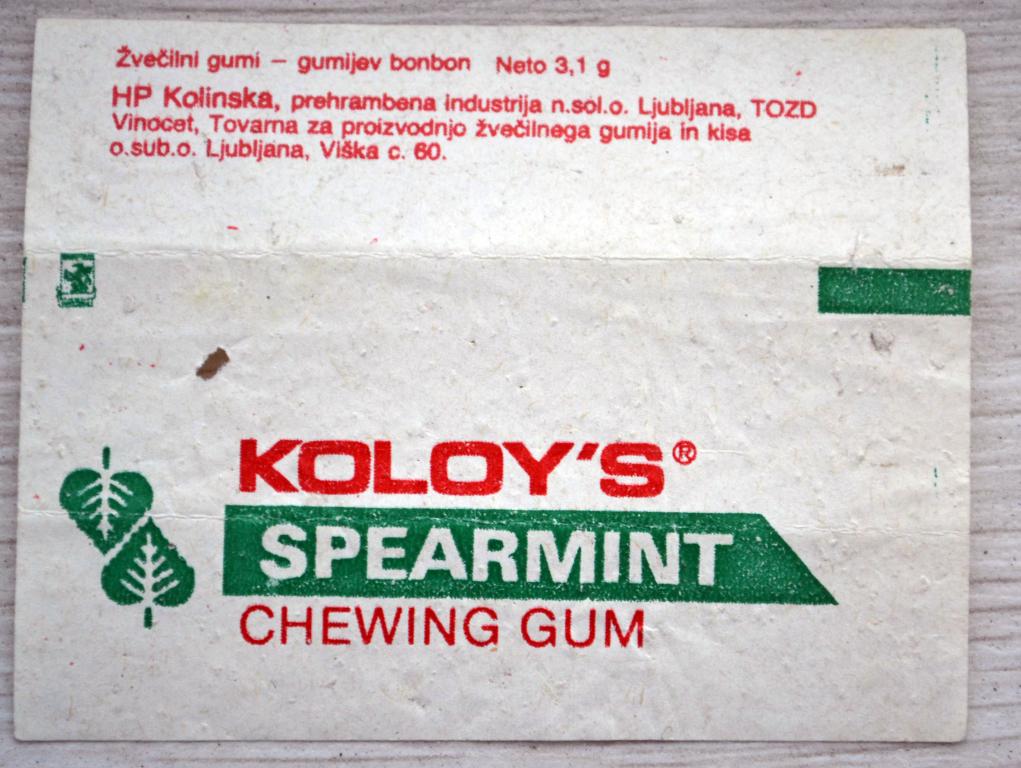 Žvečilni gumi – gumijev bonbon Neto 3,1 g
HP Kolinska, prehrambena industrija n.sol.o. Ljubljana, TOZD
Vinocet, Tovarna za proizvodnjo žvečilnega gumija in kisa
o.sub.o. Ljubljana, Viška c. 60.
KOLOY'S®
SPEARMINT
CHEWING GUM